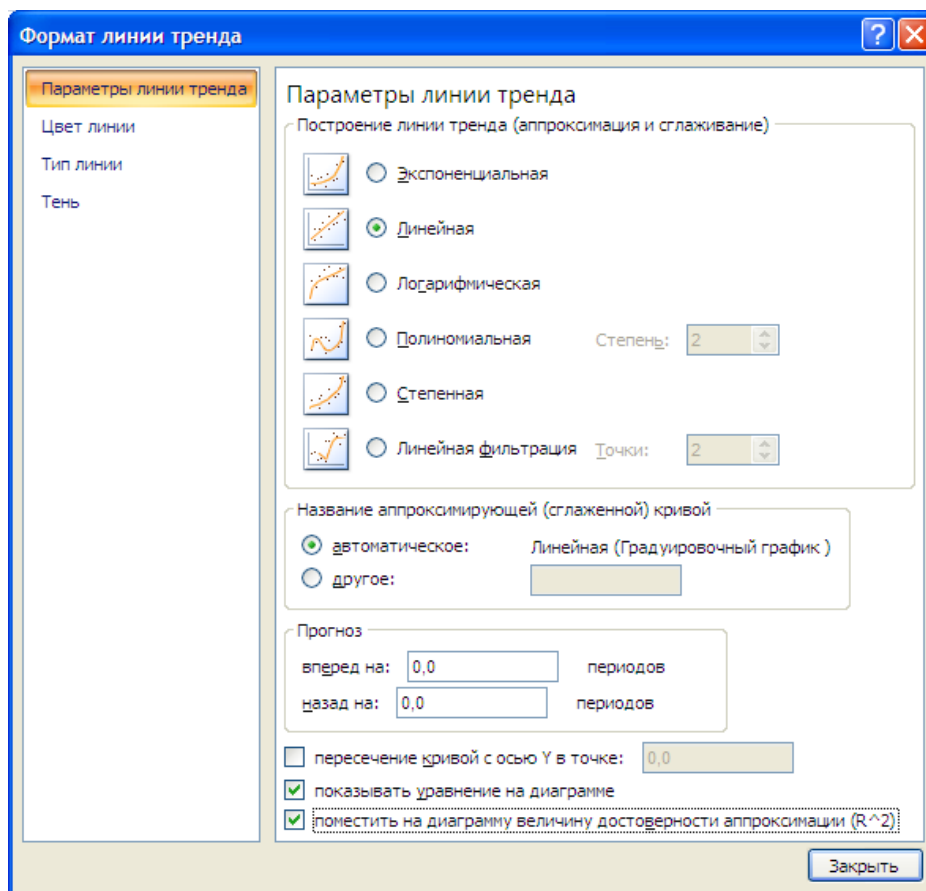 Формат линии тренда
Параметры линии тренда
Цвет линии
Тип линии
Тень
Параметры линии тренда
Построение линии тренда (аппроксимация и сглаживание)
Экспоненциальная
Линейная
Логарифмическая
Полиномиальная Степень: 2
Степенная
Линейная фильтрация Точки: 2
Название аппроксимирующей (сглаженной) кривой
автоматическое: Линейная (Градуировочный график )
другое:
Прогноз
вперед на: 0,0 периодов
назад на: 0,0 периодов
пересечение кривой с осью Y в точке: 0,0
показывать уравнение на диаграмме
поместить на диаграмму величину достоверности аппроксимации (R^2)
Закрыть